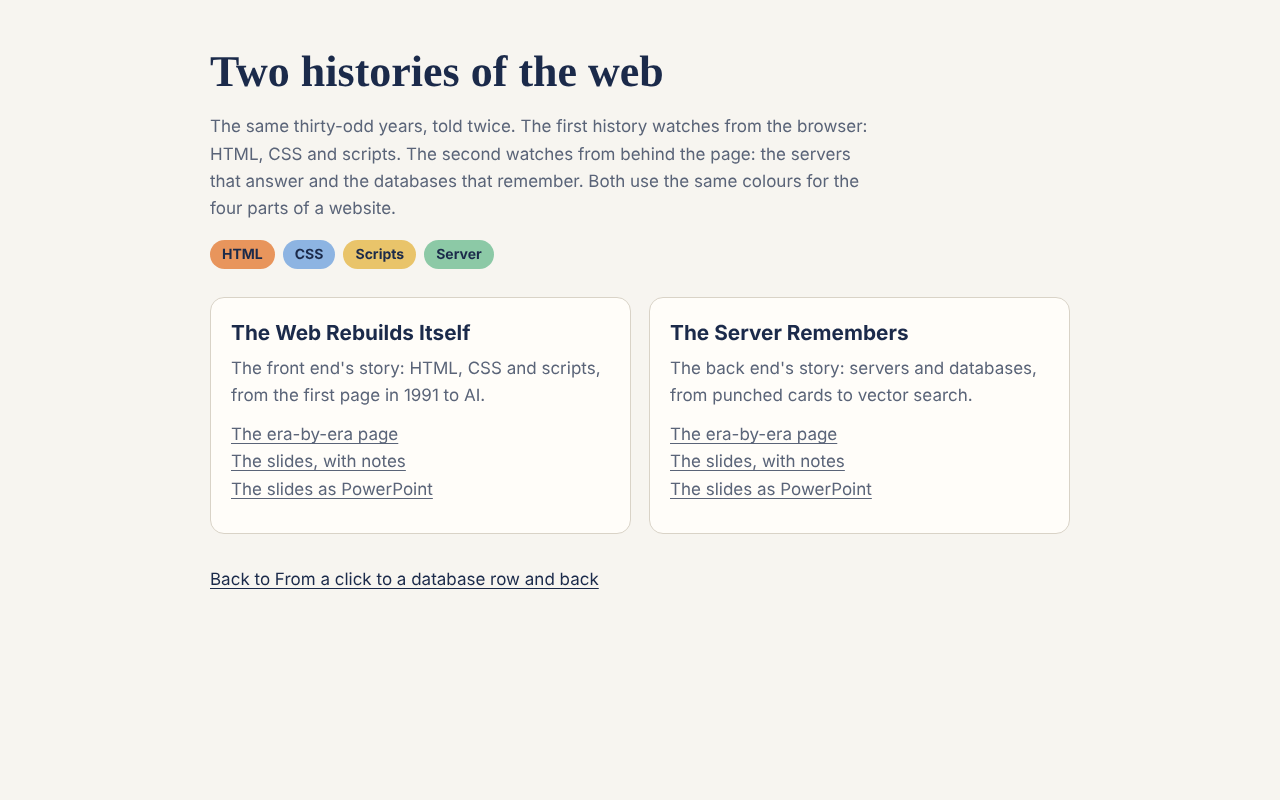 Two histories of the web
The same thirty-odd years, told twice. The first history watches from the browser:
HTML, CSS and scripts. The second watches from behind the page: the servers
that answer and the databases that remember. Both use the same colours for the
four parts of a website.
HTML CSS Scripts Server
The Web Rebuilds Itself
The front end's story: HTML, CSS and scripts,
from the first page in 1991 to AI.
The era-by-era page
The slides, with notes
The slides as PowerPoint
The Server Remembers
The back end's story: servers and databases,
from punched cards to vector search.
The era-by-era page
The slides, with notes
The slides as PowerPoint
Back to From a click to a database row and back